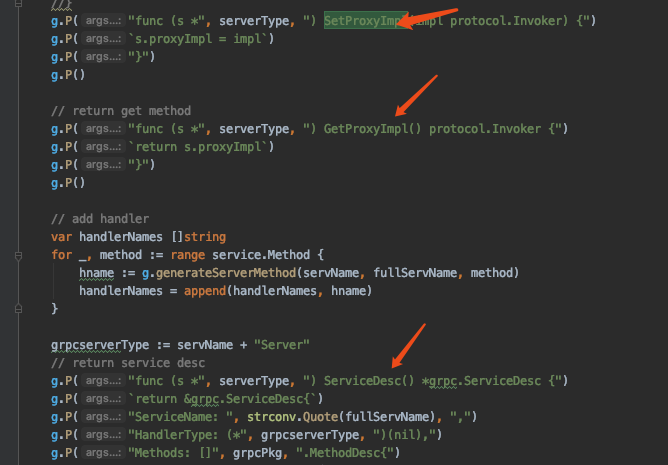 //}
g.P( args...: "func (s *", serverType, ") SetProxyImpl(impl protocol.Invoker) {")
g.P( args...: `s.proxyImpl = impl`)
g.P( args...: "}")
g.P()
// return get method
g.P( args...: "func (s *", serverType, ") GetProxyImpl() protocol.Invoker {")
g.P( args...: `return s.proxyImpl`)
g.P( args...: "}")
g.P()
// add handler
var handlerNames []string
for _, method := range service.Method {
hname := g.generateServerMethod(servName, fullServName, method)
handlerNames = append(handlerNames, hname)
}
grpcserverType := servName + "Server"
// return service desc
g.P( args...: "func (s *", serverType, ") ServiceDesc() *grpc.ServiceDesc {")
g.P( args...: `return &grpc.ServiceDesc{`)
g.P( args...: "ServiceName: ", strconv.Quote(fullServName), ",")
g.P( args...: "HandlerType: (*", grpcserverType, ")(nil),")
g.P( args...: "Methods: []", grpcPkg, ".MethodDesc{")